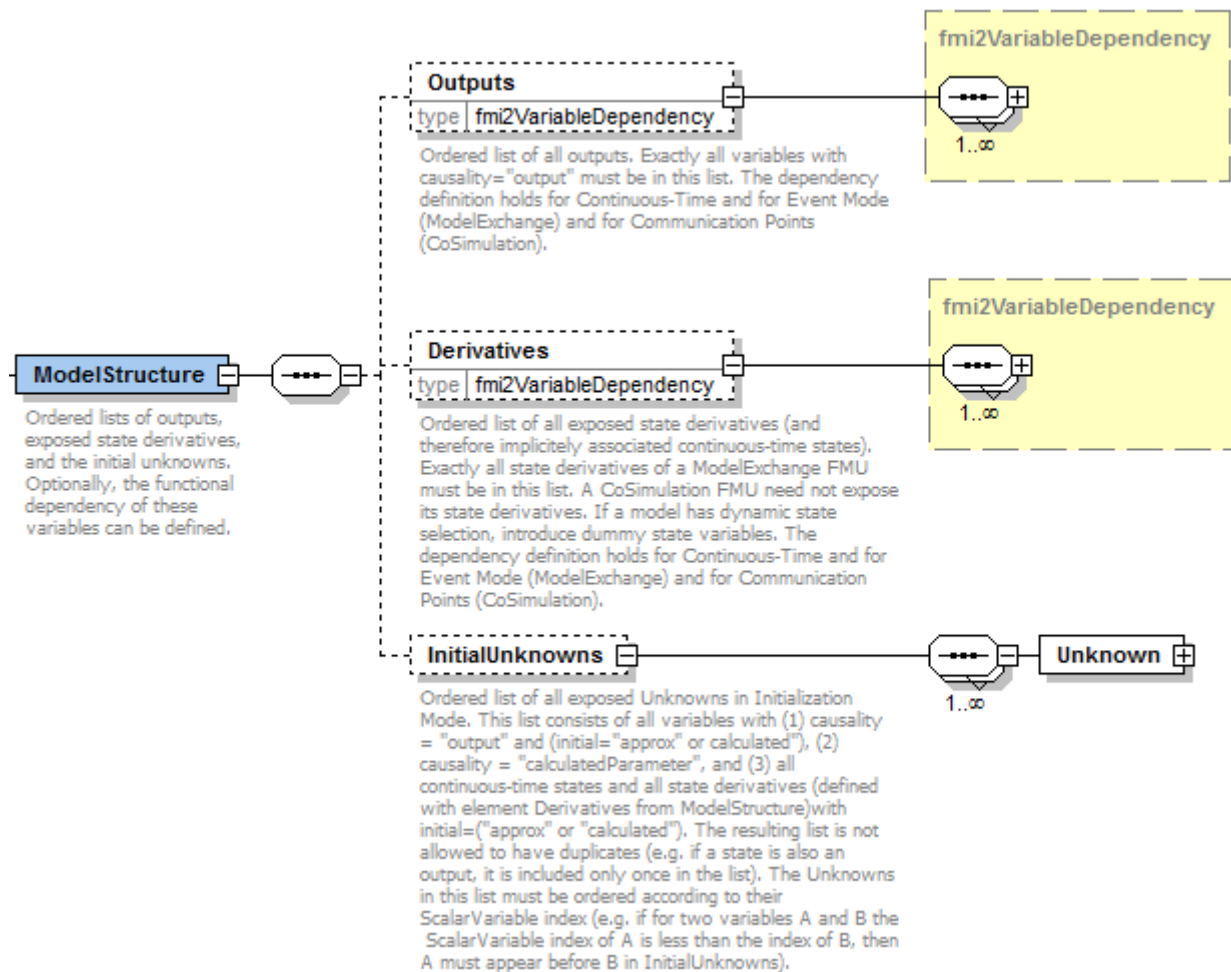 fmi2VariableDependency
Outputs
type fmi2VariableDependency
1..∞
Ordered list of all outputs. Exactly all variables with
causality="output" must be in this list. The dependency
definition holds for Continuous-Time and for Event Mode
(ModelExchange) and for Communication Points
(CoSimulation).
fmi2VariableDependency
Derivatives
type fmi2VariableDependency
1..∞
ModelStructure
Ordered lists of outputs,
exposed state derivatives,
and the initial unknowns.
Optionally, the functional
dependency of these
variables can be defined.
Ordered list of all exposed state derivatives (and
therefore implicitely associated continuous-time states).
Exactly all state derivatives of a ModelExchange FMU
must be in this list. A CoSimulation FMU need not expose
its state derivatives. If a model has dynamic state
selection, introduce dummy state variables. The
dependency definition holds for Continuous-Time and for
Event Mode (ModelExchange) and for Communication
Points (CoSimulation).
InitialUnknowns
Unknown
1..∞
Ordered list of all exposed Unknowns in Initialization
Mode. This list consists of all variables with (1) causality
= "output" and (initial="approx" or calculated"), (2)
causality = "calculatedParameter", and (3) all
continuous-time states and all state derivatives (defined
with element Derivatives from ModelStructure)with
initial=("approx" or "calculated"). The resulting list is not
allowed to have duplicates (e.g. if a state is also an
output, it is included only once in the list). The Unknowns
in this list must be ordered according to their
ScalarVariable index (e.g. if for two variables A and B the
ScalarVariable index of A is less than the index of B, then
A must appear before B in InitialUnknowns).